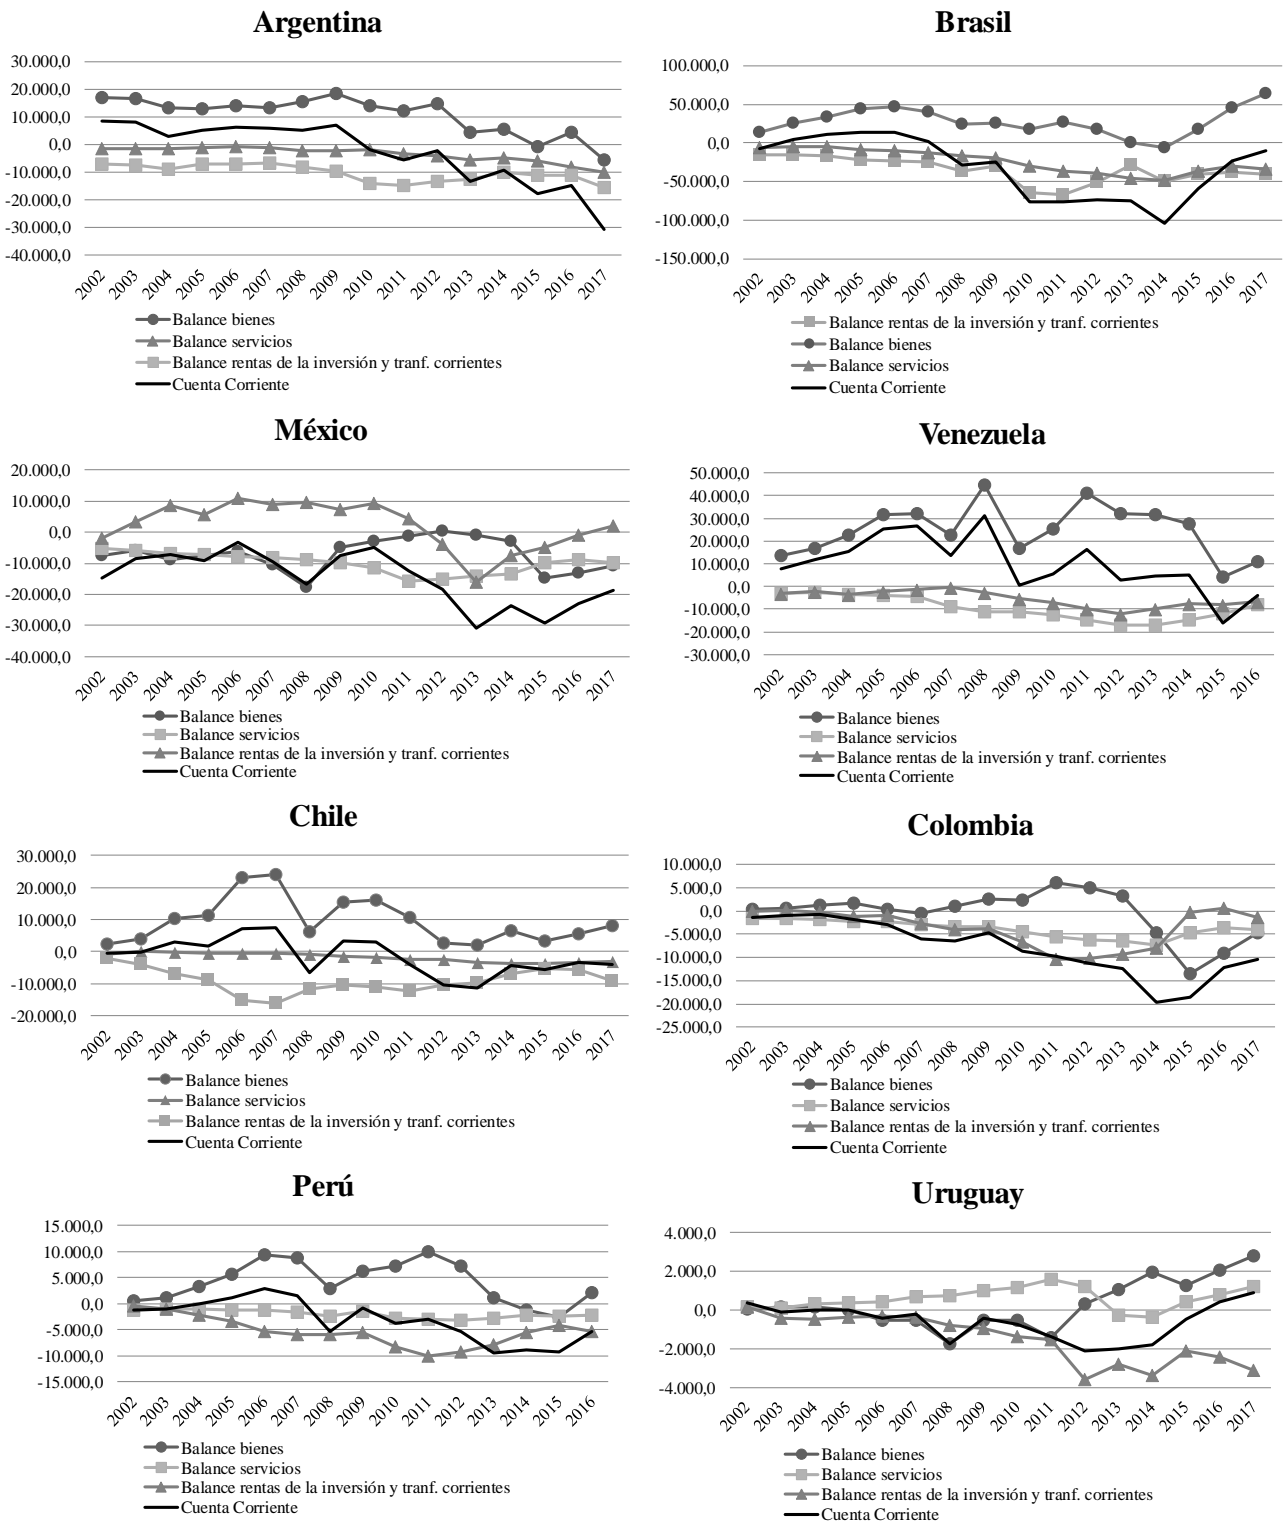 Argentina
30.000,0
20.000,0
10.000,0
0,0
-10.000,0
-20.000,0
-30.000,0
-40.000,0
2002 2003 2004 2005 2006 2007 2008 2009 2010 2011 2012 2013 2014 2015 2016 2017
Balance bienes
Balance servicios
Balance rentas de la inversión y tranf. corrientes
Cuenta Corriente
Brasil
100.000,0
50.000,0
0,0
-50.000,0
-100.000,0
-150.000,0
2002 2003 2004 2005 2006 2007 2008 2009 2010 2011 2012 2013 2014 2015 2016 2017
Balance rentas de la inversión y tranf. corrientes
Balance bienes
Balance servicios
Cuenta Corriente
México
20.000,0
10.000,0
0,0
-10.000,0
-20.000,0
-30.000,0
-40.000,0
2002 2003 2004 2005 2006 2007 2008 2009 2010 2011 2012 2013 2014 2015 2016 2017
Balance bienes
Balance servicios
Balance rentas de la inversión y tranf. corrientes
Cuenta Corriente
Venezuela
50.000,0
40.000,0
30.000,0
20.000,0
10.000,0
0,0
-10.000,0
-20.000,0
-30.000,0
2002 2003 2004 2005 2006 2007 2008 2009 2010 2011 2012 2013 2014 2015 2016
Balance bienes
Balance servicios
Balance rentas de la inversión y tranf. corrientes
Cuenta Corriente
Chile
30.000,0
20.000,0
10.000,0
0,0
-10.000,0
-20.000,0
2002 2003 2004 2005 2006 2007 2008 2009 2010 2011 2012 2013 2014 2015 2016 2017
Balance bienes
Balance servicios
Balance rentas de la inversión y tranf. corrientes
Cuenta Corriente
Colombia
10.000,0
5.000,0
0,0
-5.000,0
-10.000,0
-15.000,0
-20.000,0
-25.000,0
2002 2003 2004 2005 2006 2007 2008 2009 2010 2011 2012 2013 2014 2015 2016 2017
Balance bienes
Balance servicios
Balance rentas de la inversión y tranf. corrientes
Cuenta Corriente
Perú
15.000,0
10.000,0
5.000,0
0,0
-5.000,0
-10.000,0
-15.000,0
2002 2003 2004 2005 2006 2007 2008 2009 2010 2011 2012 2013 2014 2015 2016
Balance bienes
Balance servicios
Balance rentas de la inversión y tranf. corrientes
Cuenta Corriente
Uruguay
4.000,0
2.000,0
0,0
-2.000,0
-4.000,0
2002 2003 2004 2005 2006 2007 2008 2009 2010 2011 2012 2013 2014 2015 2016 2017
Balance bienes
Balance servicios
Balance rentas de la inversión y tranf. corrientes
Cuenta Corriente